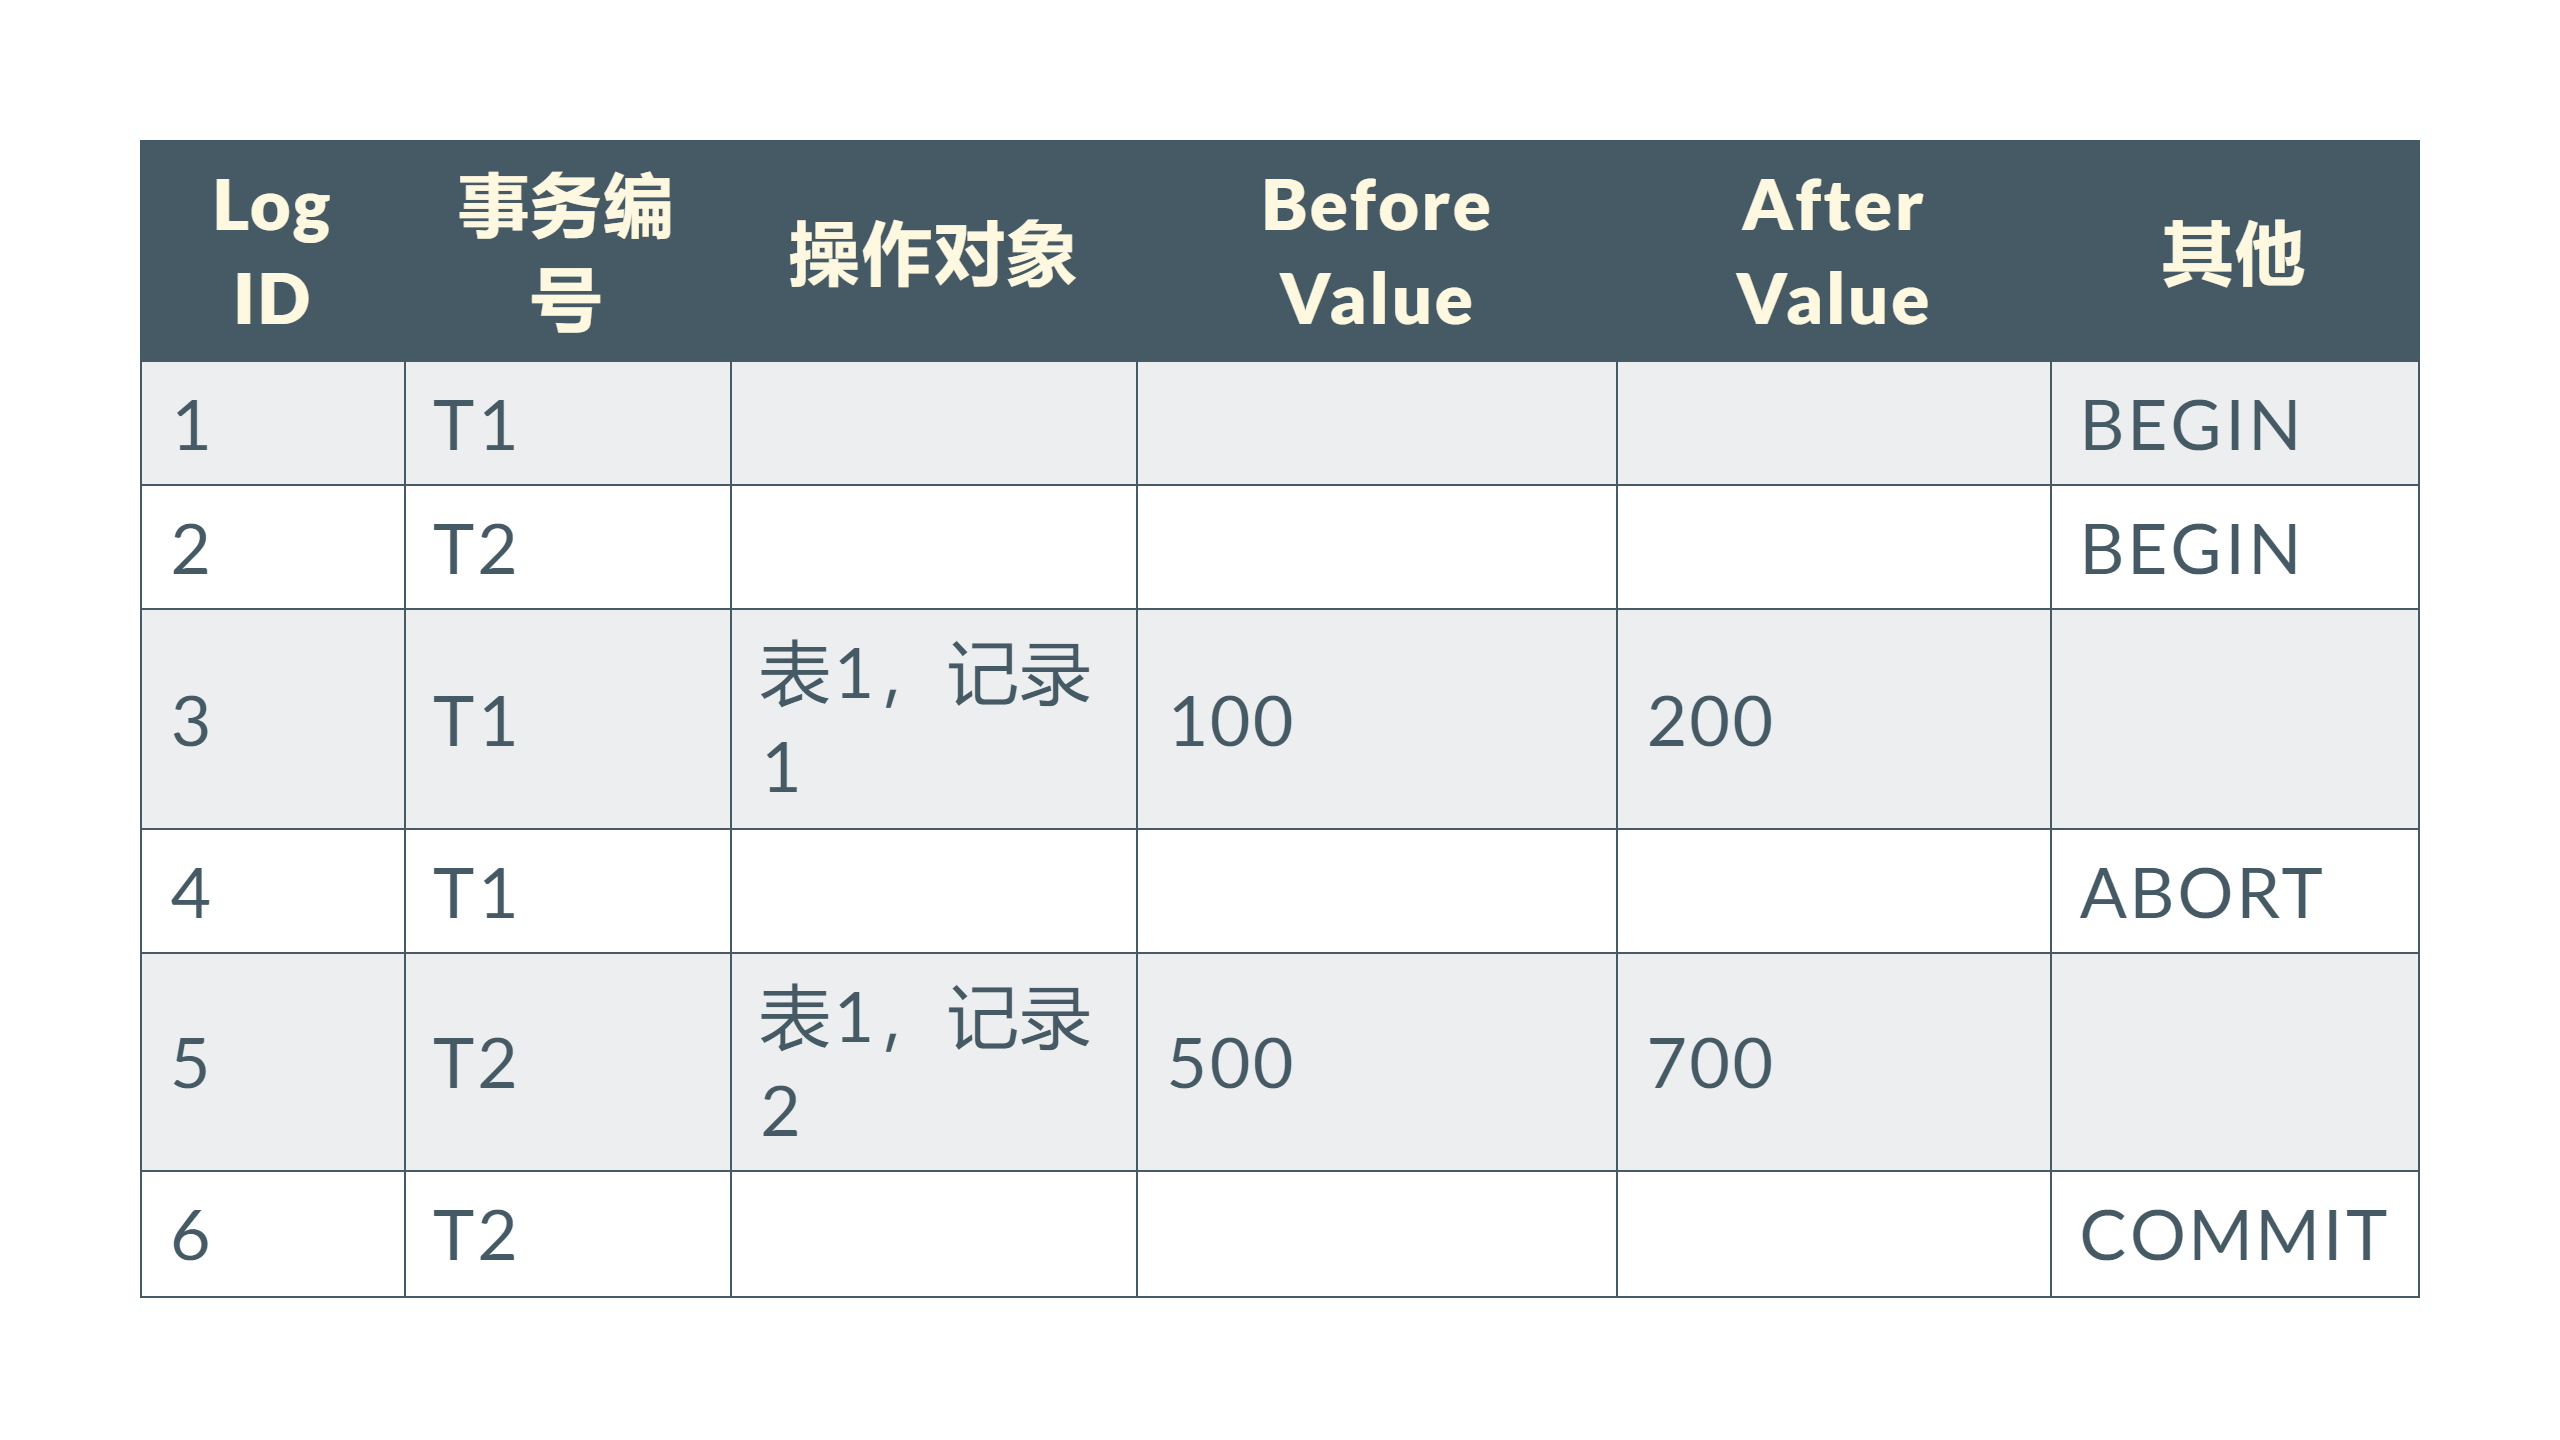 Log ID 事务编号 操作对象 Before Value After Value 其他
1 T1 BEGIN
2 T2 BEGIN
3 T1 表1，记录1 100 200
4 T1 ABORT
5 T2 表1，记录2 500 700
6 T2 COMMIT